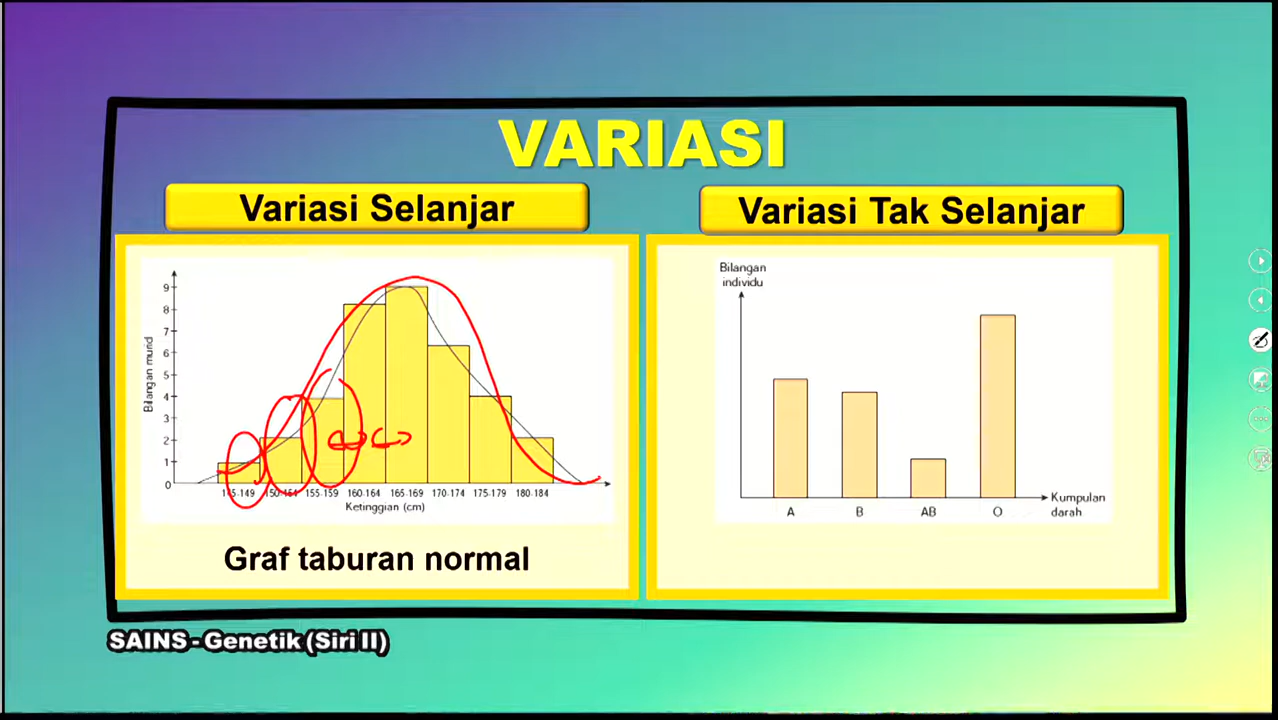 VARIASI
Variasi Selanjar
Bilangan murid
9
8
7
6
5
4
3
2
1
0
145-149 150-154 155-159 160-164 165-169 170-174 175-179 180-184
Ketinggian (cm)
Graf taburan normal
Variasi Tak Selanjar
Bilangan
individu
A B AB O
Kumpulan
darah
SAINS - Genetik (Siri II)